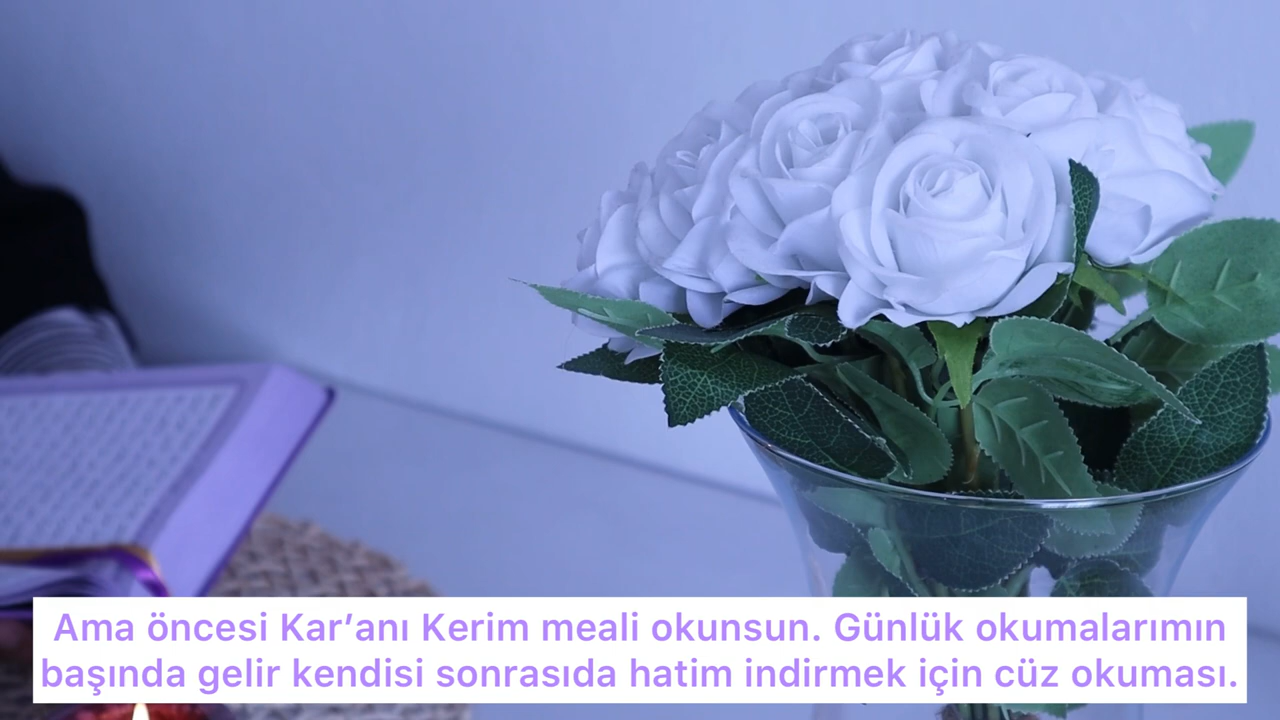 Ama öncesi Kar’anı Kerim meali okunsun. Günlük okumalarımın
başında gelir kendisi sonrasıda hatim indirmek için cüz okuması.